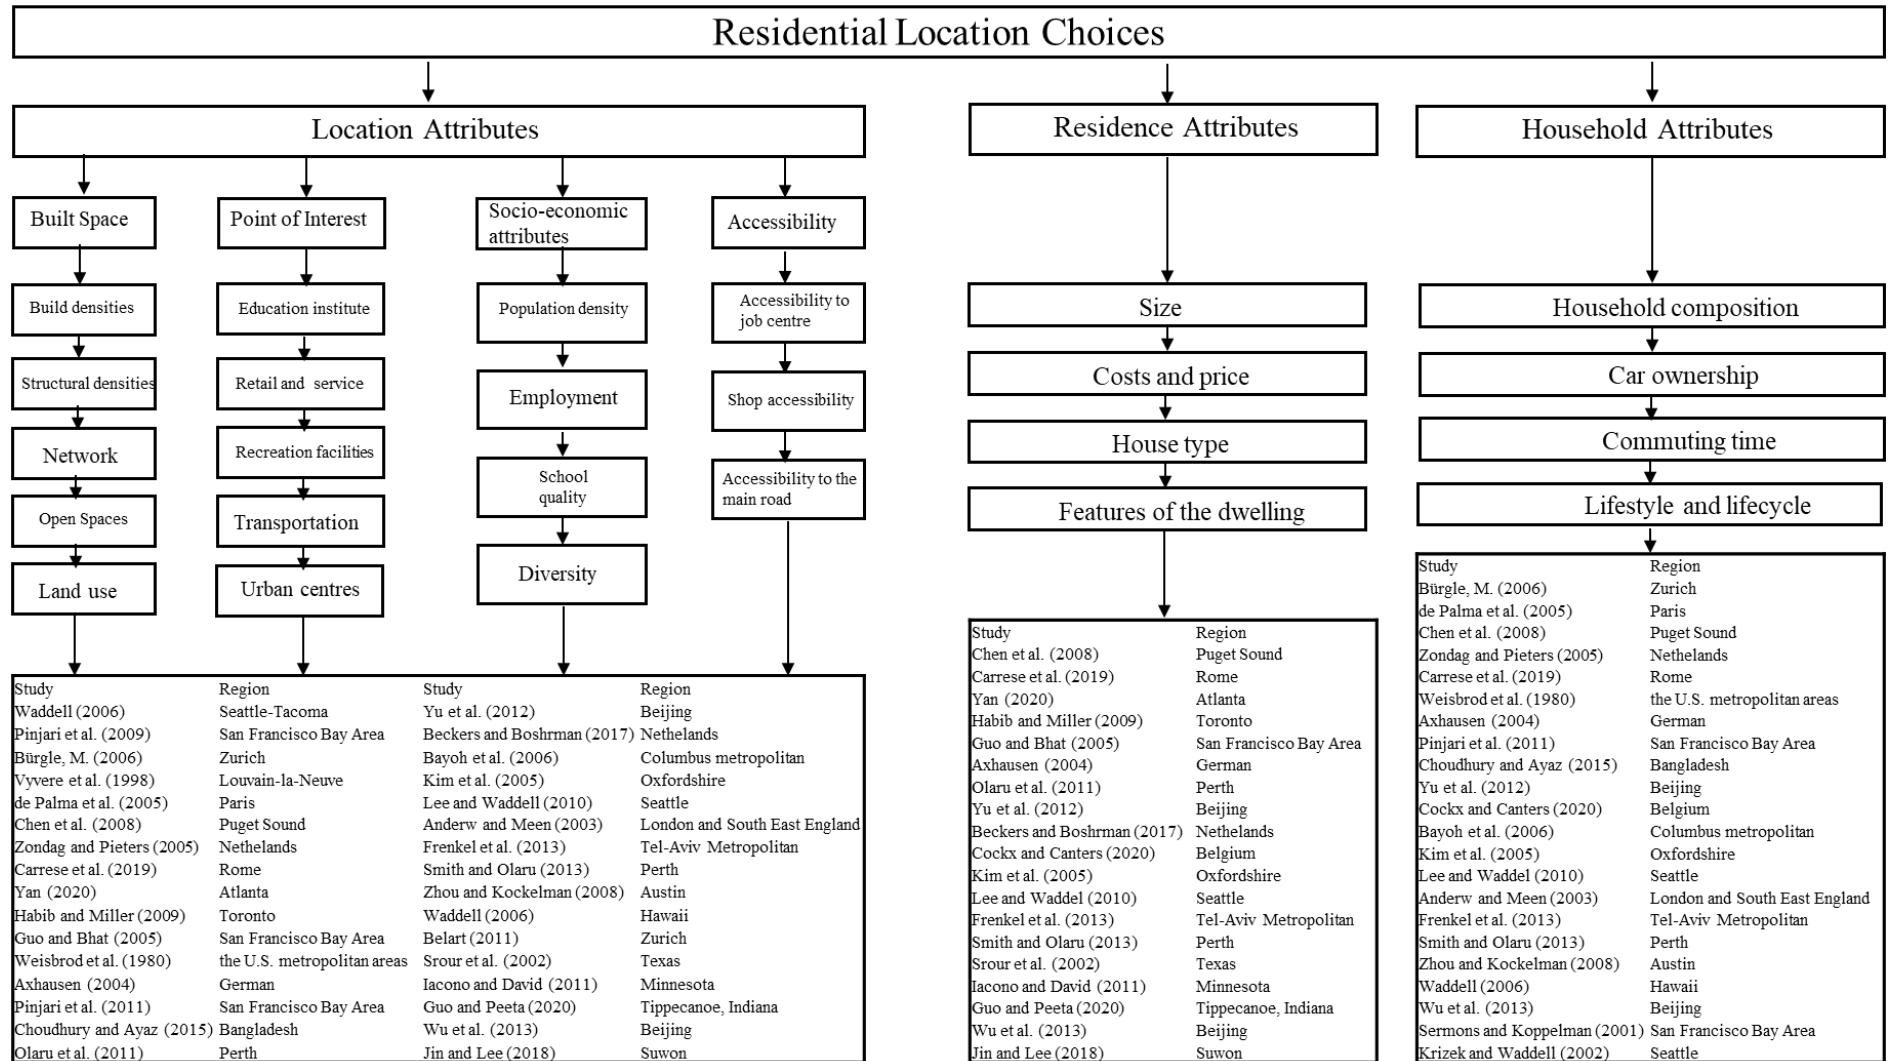 Residential Location Choices
Location Attributes
Residence Attributes
Household Attributes
Built Space
Point of Interest
Socio-economic
attributes
Accessibility
Build densities
Education institute
Population density
Accessibility to
job centre
Structural densities
Retail and service
Employment
Shop accessibility
Network
Recreation facilities
School
quality
Accessibility to the
main road
Open Spaces
Transportation
Diversity
Land use
Urban centres
Size
Costs and price
House type
Features of the dwelling
Household composition
Car ownership
Commuting time
Lifestyle and lifecycle
Study Region Study Region
Waddell (2006) Seattle-Tacoma Yu et al. (2012) Beijing
Pinjari et al. (2009) San Francisco Bay Area Beckers and Boshrman (2017) Nethelands
Bürgle, M. (2006) Zurich Bayoh et al. (2006) Columbus metropolitan
Vyvere et al. (1998) Louvain-la-Neuve Kim et al. (2005) Oxfordshire
de Palma et al. (2005) Paris Lee and Waddell (2010) Seattle
Chen et al. (2008) Puget Sound Anderw and Meen (2003) London and South East England
Zondag and Pieters (2005) Nethelands Frenkel et al. (2013) Tel-Aviv Metropolitan
Carrese et al. (2019) Rome Smith and Olaru (2013) Perth
Yan (2020) Atlanta Zhou and Kockelman (2008) Austin
Habib and Miller (2009) Toronto Waddell (2006) Hawaii
Guo and Bhat (2005) San Francisco Bay Area Belart (2011) Zurich
Weisbrod et al. (1980) the U.S. metropolitan areas Srour et al. (2002) Texas
Axhausen (2004) German Iacono and David (2011) Minnesota
Pinjari et al. (2011) San Francisco Bay Area Guo and Peeta (2020) Tippecanoe, Indiana
Choudhury and Ayaz (2015) Bangladesh Wu et al. (2013) Beijing
Olaru et al. (2011) Perth Jin and Lee (2018) Suwon
Study Region
Chen et al. (2008) Puget Sound
Carrese et al. (2019) Rome
Yan (2020) Atlanta
Habib and Miller (2009) Toronto
Guo and Bhat (2005) San Francisco Bay Area
Axhausen (2004) German
Olaru et al. (2011) Perth
Yu et al. (2012) Beijing
Beckers and Boshrman (2017) Nethelands
Cockx and Canters (2020) Belgium
Kim et al. (2005) Oxfordshire
Lee and Waddel (2010) Seattle
Frenkel et al. (2013) Tel-Aviv Metropolitan
Smith and Olaru (2013) Perth
Srour et al. (2002) Texas
Iacono and David (2011) Minnesota
Guo and Peeta (2020) Tippecanoe, Indiana
Wu et al. (2013) Beijing
Jin and Lee (2018) Suwon
Study Region
Bürgle, M. (2006) Zurich
de Palma et al. (2005) Paris
Chen et al. (2008) Puget Sound
Zondag and Pieters (2005) Nethelands
Carrese et al. (2019) Rome
Weisbrod et al. (1980) the U.S. metropolitan areas
Axhausen (2004) German
Pinjari et al. (2011) San Francisco Bay Area
Choudhury and Ayaz (2015) Bangladesh
Yu et al. (2012) Beijing
Cockx and Canters (2020) Belgium
Bayoh et al. (2006) Columbus metropolitan
Kim et al. (2005) Oxfordshire
Lee and Waddel (2010) Seattle
Anderw and Meen (2003) London and South East England
Frenkel et al. (2013) Tel-Aviv Metropolitan
Smith and Olaru (2013) Perth
Zhou and Kockelman (2008) Austin
Waddell (2006) Hawaii
Wu et al. (2013) Beijing
Sermons and Koppelman (2001) San Francisco Bay Area
Krizek and Waddell (2002) Seattle